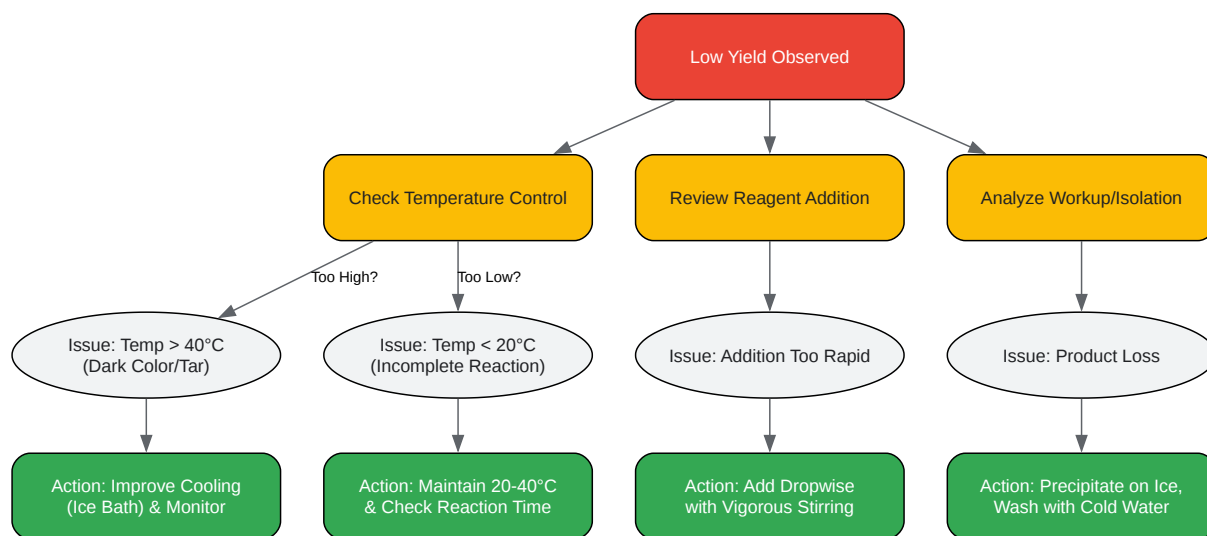 Low Yield Observed
Check Temperature Control
Review Reagent Addition
Analyze Workup/Isolation
Too High?
Too Low?
Issue: Temp > 40°C
(Dark Color/Tar)
Issue: Temp < 20°C
(Incomplete Reaction)
Issue: Addition Too Rapid
Issue: Product Loss
Action: Improve Cooling
(Ice Bath) & Monitor
Action: Maintain 20-40°C
& Check Reaction Time
Action: Add Dropwise
with Vigorous Stirring
Action: Precipitate on Ice,
Wash with Cold Water